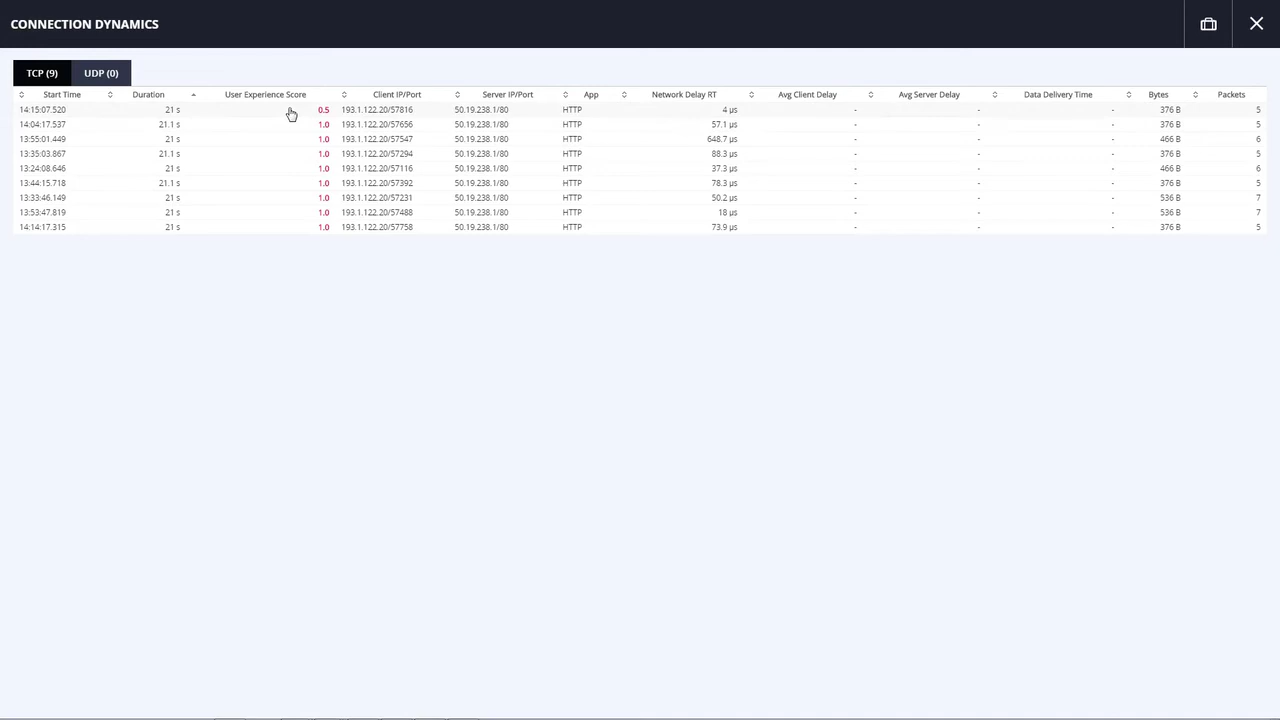 CONNECTION DYNAMICS
TCP (9) UDP (0)
Start Time Duration User Experience Score Client IP/Port Server IP/Port App Network Delay RT Avg Client Delay Avg Server Delay Data Delivery Time Bytes Packets
14:15:07.520 21 s 0.5 193.1.122.20/57816 50.19.238.1/80 HTTP 4 µs - - - 376 B 5
14:04:17.537 21.1 s 1.0 193.1.122.20/57656 50.19.238.1/80 HTTP 57.1 µs - - - 376 B 5
13:55:01.449 21 s 1.0 193.1.122.20/57547 50.19.238.1/80 HTTP 648.7 µs - - - 466 B 6
13:35:03.867 21.1 s 1.0 193.1.122.20/57294 50.19.238.1/80 HTTP 88.3 µs - - - 376 B 5
13:24:08.646 21 s 1.0 193.1.122.20/57116 50.19.238.1/80 HTTP 37.3 µs - - - 466 B 6
13:44:15.718 21.1 s 1.0 193.1.122.20/57392 50.19.238.1/80 HTTP 78.3 µs - - - 376 B 5
13:33:46.149 21 s 1.0 193.1.122.20/57231 50.19.238.1/80 HTTP 50.2 µs - - - 536 B 7
13:53:47.819 21 s 1.0 193.1.122.20/57488 50.19.238.1/80 HTTP 18 µs - - - 536 B 7
14:14:17.315 21 s 1.0 193.1.122.20/57758 50.19.238.1/80 HTTP 73.9 µs - - - 376 B 5